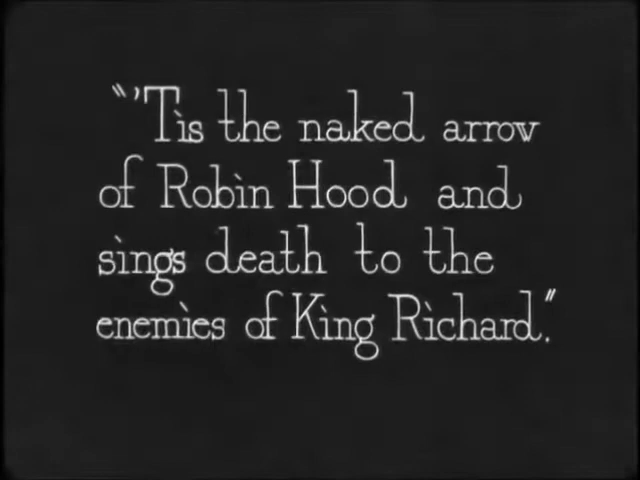 "'Tis the naked arrow
of Robin Hood and
sings death to the
enemies of King Richard."